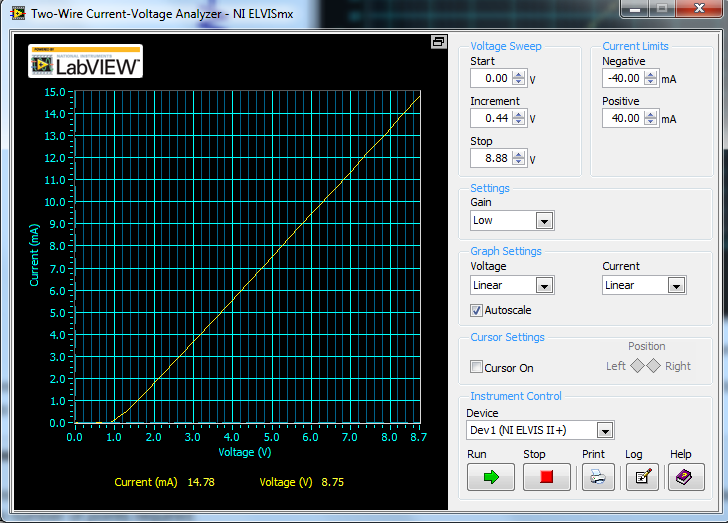 Two-Wire Current-Voltage Analyzer - NI ELVISmx
POWERED BY
NATIONAL INSTRUMENTS
LabVIEW™
15.0
14.0
13.0
12.0
11.0
10.0
9.0
8.0
7.0
6.0
5.0
4.0
3.0
2.0
1.0
0.0
Current (mA)
0.0 1.0 2.0 3.0 4.0 5.0 6.0 7.0 8.0 8.7
Voltage (V)
Current (mA) 14.78 Voltage (V) 8.75
Voltage Sweep
Start
0.00 V
Increment
0.44 V
Stop
8.88 V
Current Limits
Negative
-40.00 mA
Positive
40.00 mA
Settings
Gain
Low
Graph Settings
Voltage Current
Linear Linear
Autoscale
Cursor Settings
Position
Cursor On Left Right
Instrument Control
Device
Dev1 (NI ELVIS II+)
Run Stop Print Log Help